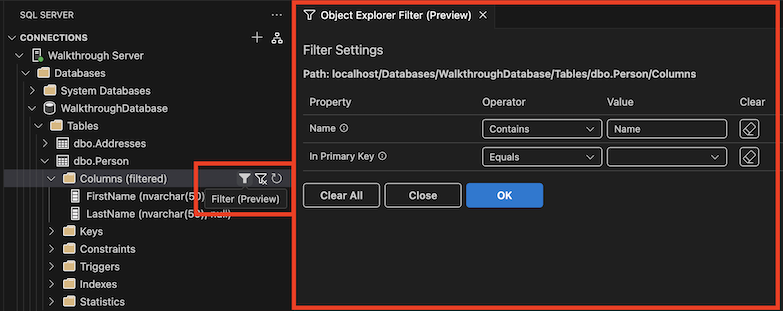 SQL SERVER
CONNECTIONS
Walkthrough Server
Databases
System Databases
WalkthroughDatabase
Tables
dbo.Addresses
dbo.Person
Columns (filtered)
FirstName (nvarchar(50)
LastName (nvarchar(50), null)
Keys
Constraints
Triggers
Indexes
Statistics
Filter (Preview)
Object Explorer Filter (Preview)
Filter Settings
Path: localhost/Databases/WalkthroughDatabase/Tables/dbo.Person/Columns
Property Operator Value Clear
Name Contains Name
In Primary Key Equals
Clear All Close OK